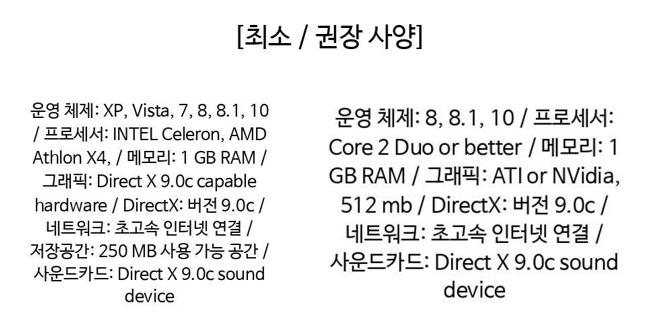 [최소 / 권장 사양]
운영 체제: XP, Vista, 7, 8, 8.1, 10
/ 프로세서: INTEL Celeron, AMD
Athlon X4, / 메모리: 1 GB RAM /
그래픽: Direct X 9.0c capable
hardware / DirectX: 버전 9.0c /
네트워크: 초고속 인터넷 연결 /
저장공간: 250 MB 사용 가능 공간 /
사운드카드: Direct X 9.0c sound
device
운영 체제: 8, 8.1, 10 / 프로세서:
Core 2 Duo or better / 메모리: 1
GB RAM / 그래픽: ATI or NVidia,
512 mb / DirectX: 버전 9.0c /
네트워크: 초고속 인터넷 연결 /
사운드카드: Direct X 9.0c sound
device